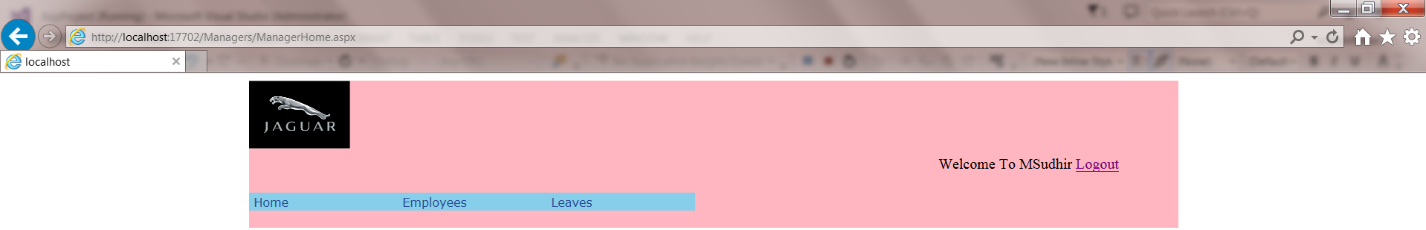 http://localhost:17702/Managers/ManagerHome.aspx
localhost
JAGUAR
Welcome To MSudhir Logout
Home Employees Leaves